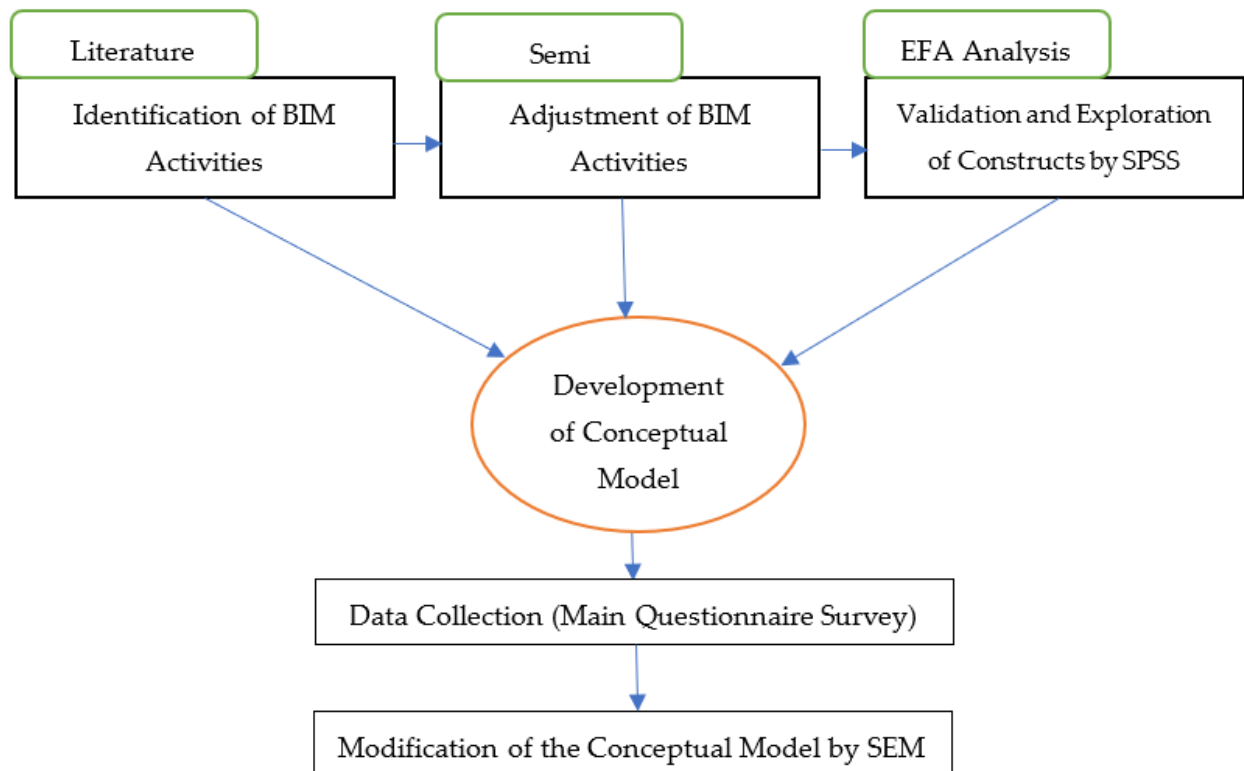 Literature
Identification of BIM
Activities
Semi
Adjustment of BIM
Activities
EFA Analysis
Validation and Exploration
of Constructs by SPSS
Development
of Conceptual
Model
Data Collection (Main Questionnaire Survey)
Modification of the Conceptual Model by SEM